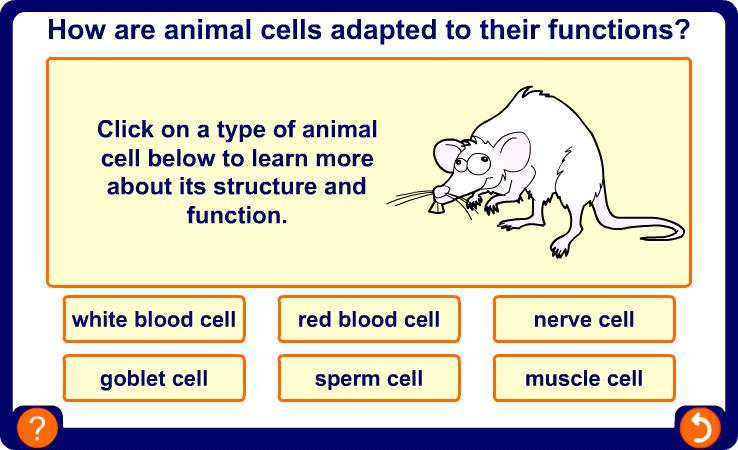 How are animal cells adapted to their functions?
Click on a type of animal
cell below to learn more
about its structure and
function.
white blood cell
red blood cell
nerve cell
goblet cell
sperm cell
muscle cell
?